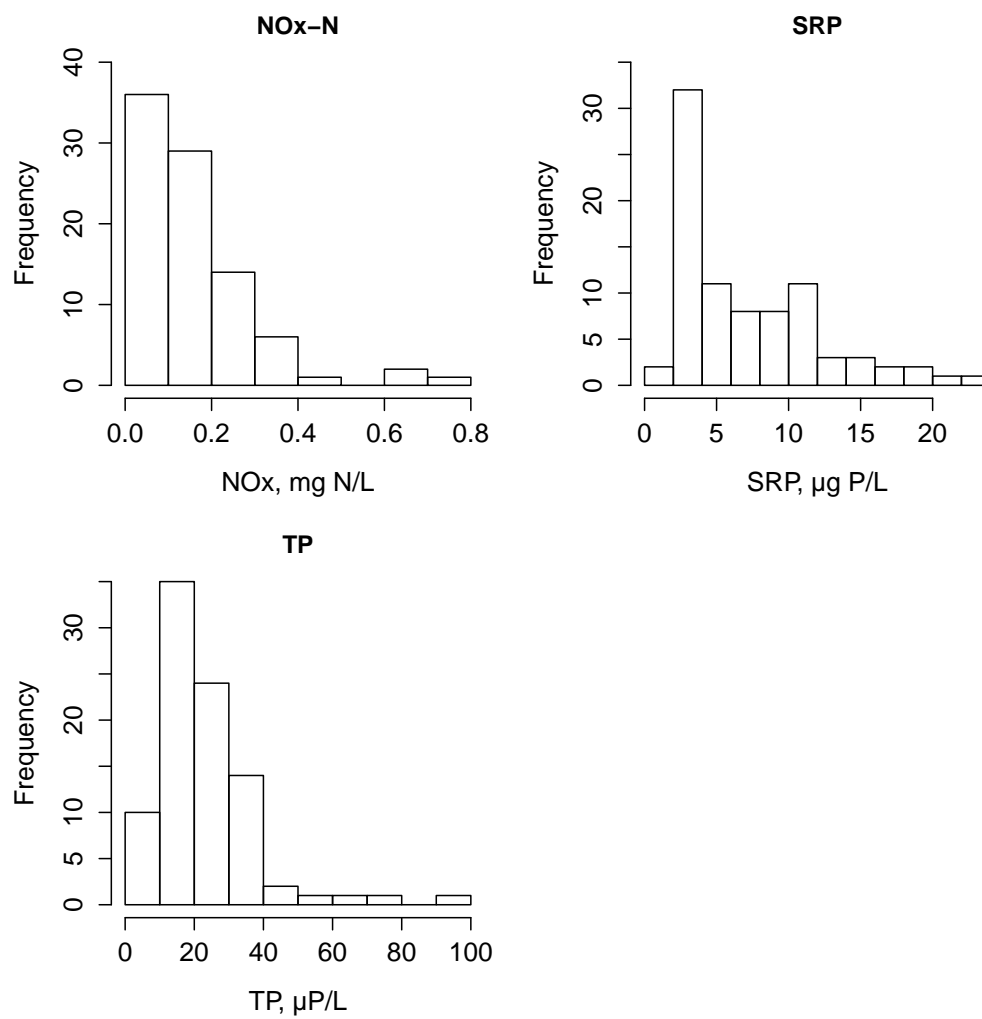 NOx−N
Frequency
0 10 20 30 40
0.0 0.2 0.4 0.6 0.8
NOx, mg N/L
SRP
Frequency
0 5 10 20 30
0 5 10 15 20
SRP, µg P/L
TP
Frequency
0 5 10 20 30
0 20 40 60 80 100
TP, µP/L